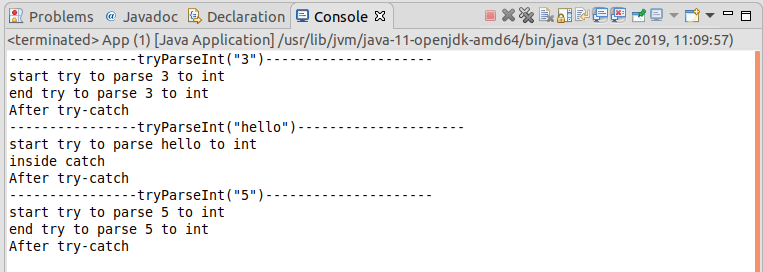 Problems @ Javadoc Declaration Console
<terminated> App (1) [Java Application] /usr/lib/jvm/java-11-openjdk-amd64/bin/java (31 Dec 2019, 11:09:57)
----------------tryParseInt("3")---------------------
start try to parse 3 to int
end try to parse 3 to int
After try-catch
----------------tryParseInt("hello")---------------------
start try to parse hello to int
inside catch
After try-catch
----------------tryParseInt("5")---------------------
start try to parse 5 to int
end try to parse 5 to int
After try-catch